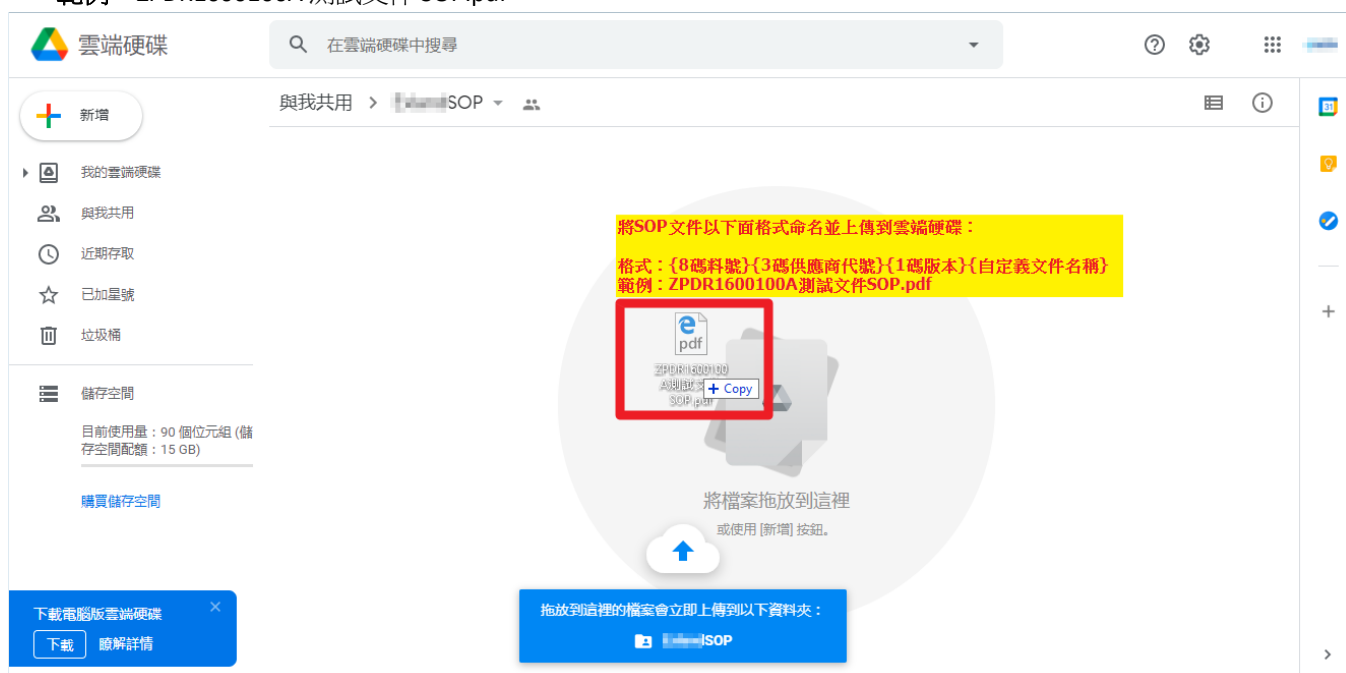 雲端硬碟
在雲端硬碟中搜尋
新增
與我共用 > SOP
31
我的雲端硬碟
與我共用
近期存取
已加星號
垃圾桶
儲存空間
目前使用量：90 個位元組 (儲
存空間配額：15 GB)
購買儲存空間
將SOP文件以下面格式命名並上傳到雲端硬碟：
格式：{8碼料號}{3碼供應商代號}{1碼版本}{自定義文件名稱}
範例：ZPDR1600100A測試文件SOP.pdf
pdf
ZPDR1600100
A測試文
SOP.pdf
+ Copy
將檔案拖放到這裡
或使用 [新增] 按鈕。
拖放到這裡的檔案會立即上傳到以下資料夾：
SOP
下載電腦版雲端硬碟
下載 瞭解詳情